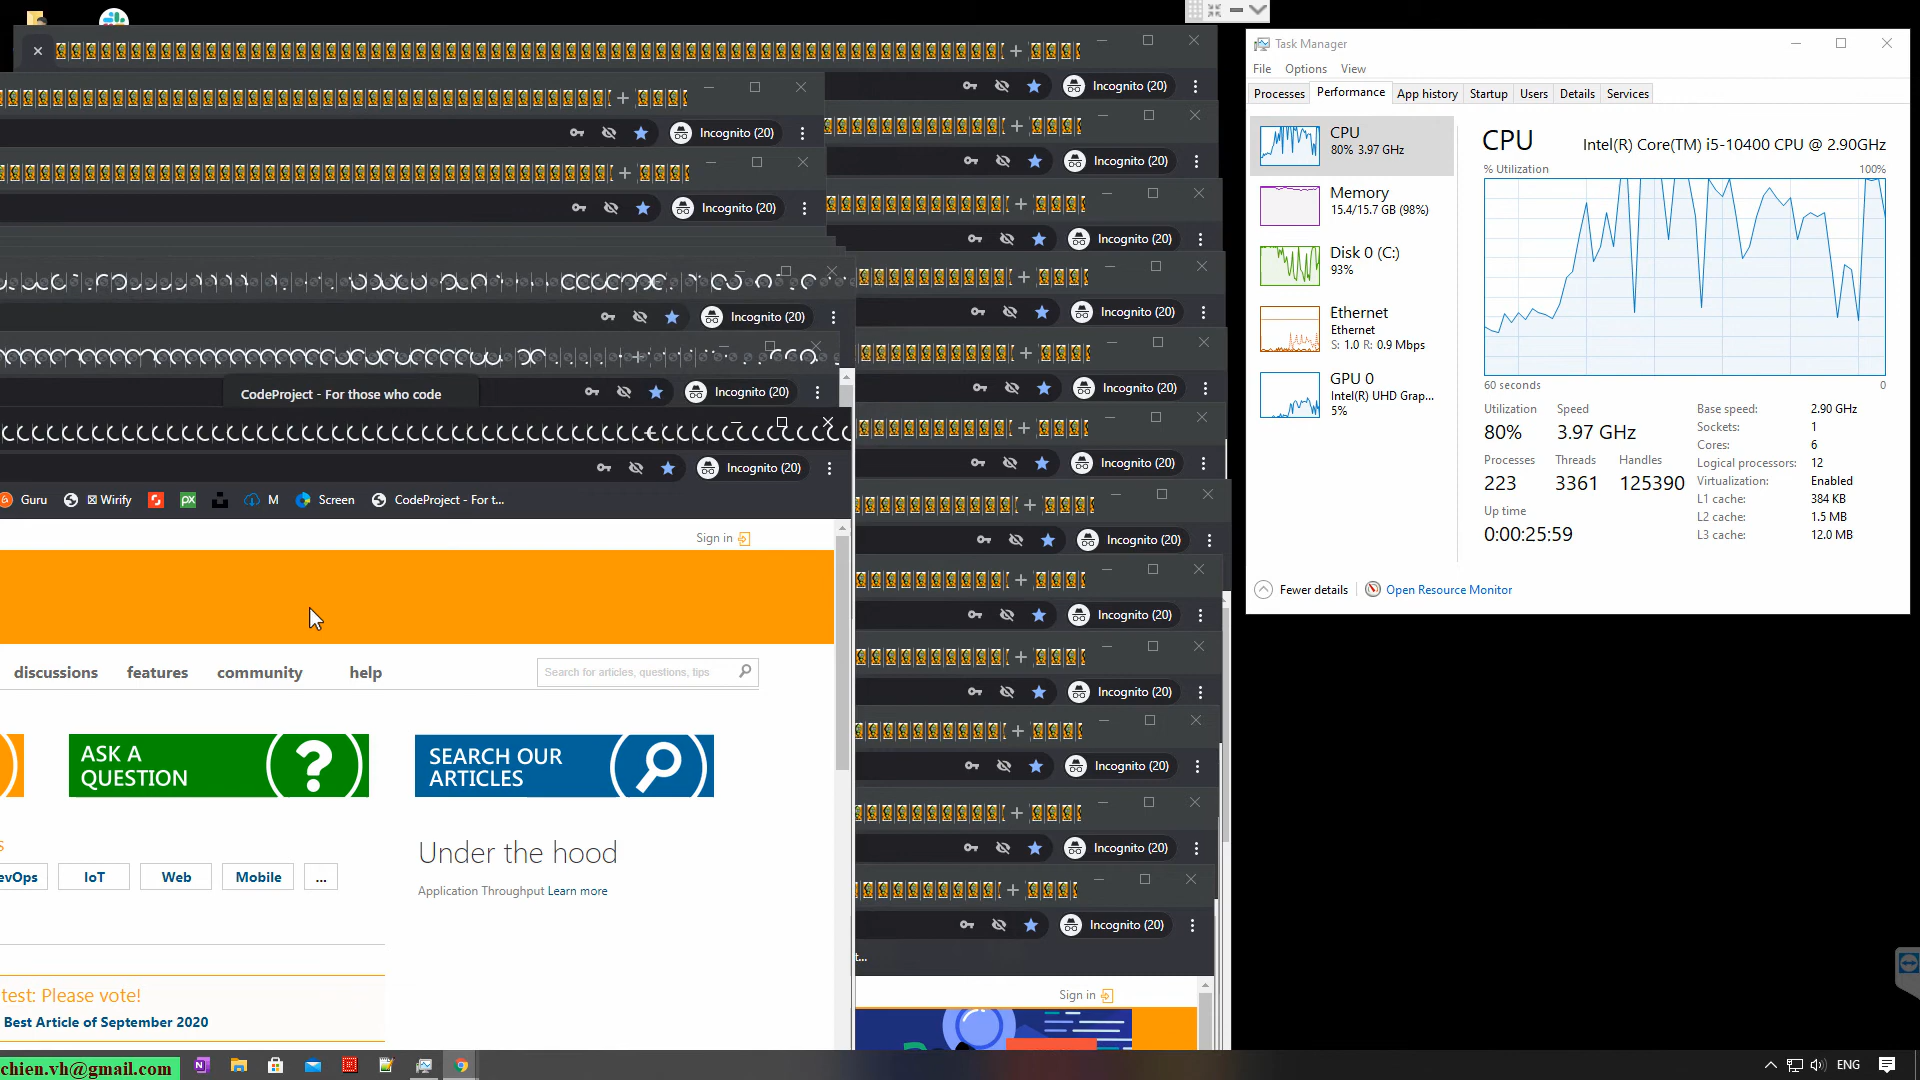 Incognito (20)
Incognito (20)
Incognito (20)
Incognito (20)
Incognito (20)
Incognito (20)
Incognito (20)
Incognito (20)
Incognito (20)
CodeProject - For those who code
Incognito (20)
Incognito (20)
Incognito (20)
Incognito (20)
Guru
Wirify
M
Screen
CodeProject - For t...
Incognito (20)
Incognito (20)
Incognito (20)
Incognito (20)
Incognito (20)
Incognito (20)
t...
Sign in
discussions
features
community
help
Search for articles, questions, tips
ASK A
QUESTION
?
SEARCH OUR
ARTICLES
evOps
IoT
Web
Mobile
...
Under the hood
Application Throughput Learn more
test: Please vote!
Best Article of September 2020
Sign in
Task Manager
File
Options
View
Processes
Performance
App history
Startup
Users
Details
Services
CPU
80% 3.97 GHz
Memory
15.4/15.7 GB (98%)
Disk 0 (C:)
93%
Ethernet
Ethernet
S: 1.0 R: 0.9 Mbps
GPU 0
Intel(R) UHD Grap...
5%
CPU
Intel(R) Core(TM) i5-10400 CPU @ 2.90GHz
% Utilization
100%
60 seconds
0
Utilization
80%
Speed
3.97 GHz
Processes
223
Threads
3361
Handles
125390
Up time
0:00:25:59
Base speed: 2.90 GHz
Sockets: 1
Cores: 6
Logical processors: 12
Virtualization: Enabled
L1 cache: 384 KB
L2 cache: 1.5 MB
L3 cache: 12.0 MB
Fewer details
Open Resource Monitor
chien.vh@gmail.com
ENG